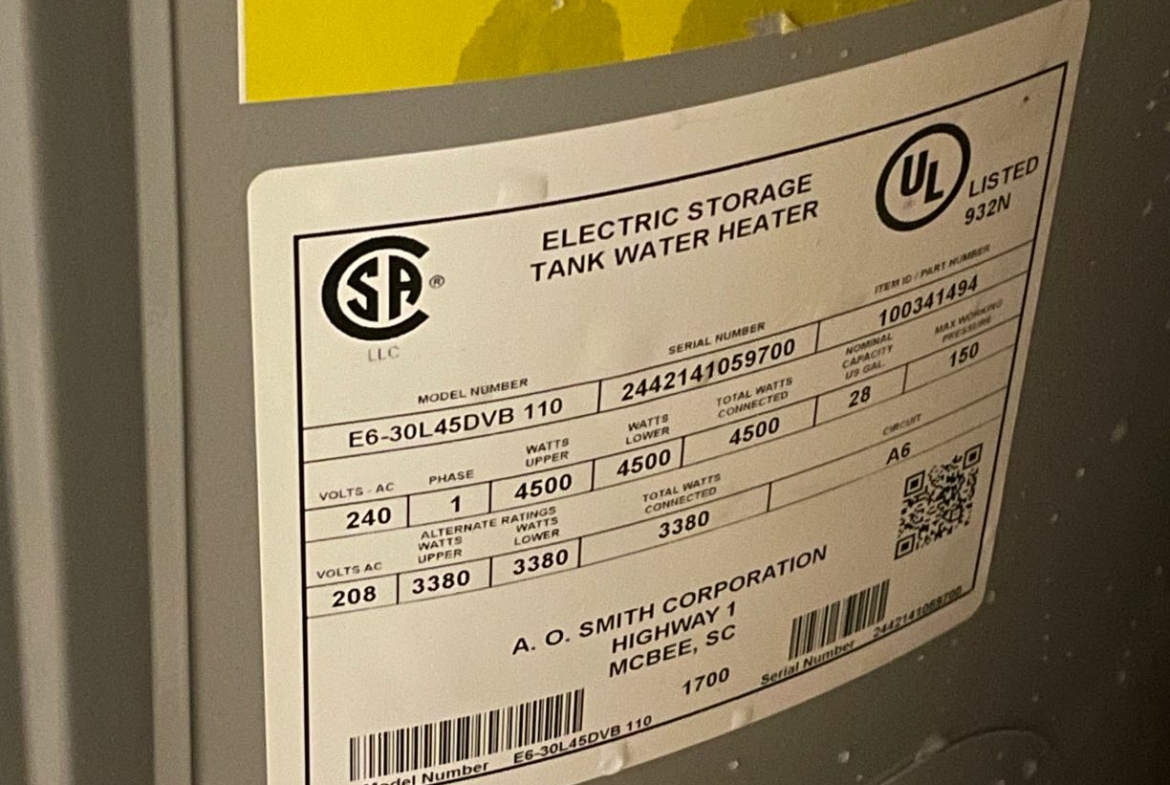 SA®
LLC
ELECTRIC STORAGE
TANK WATER HEATER
UL
LISTED
932N
MODEL NUMBER
SERIAL NUMBER
ITEM ID / PART NUMBER
E6-30L45DVB 110
2442141059700
100341494
VOLTS - AC
PHASE
WATTS
UPPER
WATTS
LOWER
TOTAL WATTS
CONNECTED
NOMINAL
CAPACITY
US GAL.
MAX WORKING
PRESSURE
240
1
4500
4500
4500
28
150
ALTERNATE RATINGS
VOLTS AC
WATTS
UPPER
WATTS
LOWER
TOTAL WATTS
CONNECTED
CIRCUIT
208
3380
3380
3380
A6
A. O. SMITH CORPORATION
HIGHWAY 1
MCBEE, SC
1700
Serial Number 2442141059700
Model Number E6-30L45DVB 110